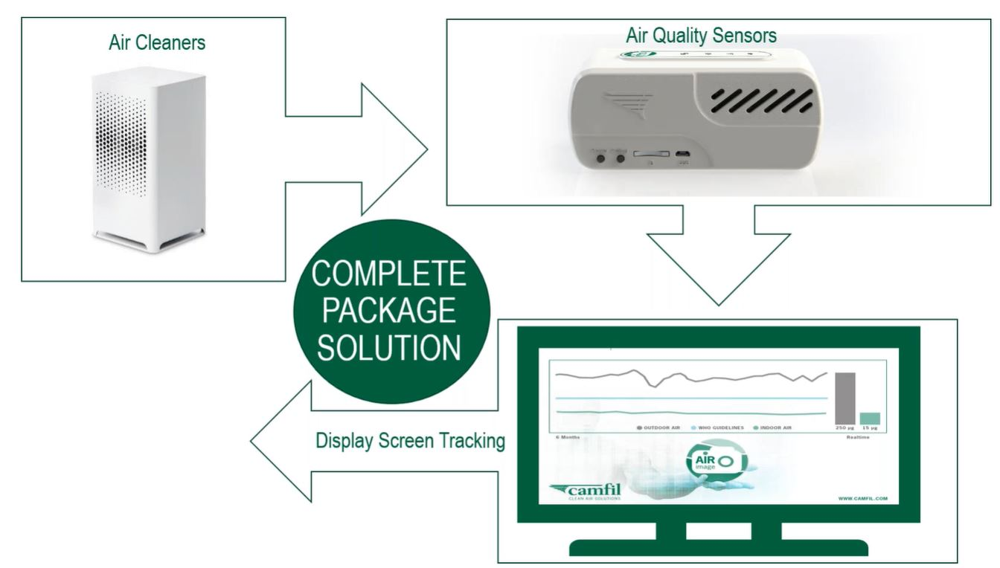 Air Cleaners
Air Quality Sensors
COMPLETE
PACKAGE
SOLUTION
Display Screen Tracking
OUTDOOR AIR WHO GUIDELINES INDOOR AIR
250 µg 15 µg
6 Months
Realtime
AIR
image
camfil
CLEAN AIR SOLUTIONS
WWW.CAMFIL.COM